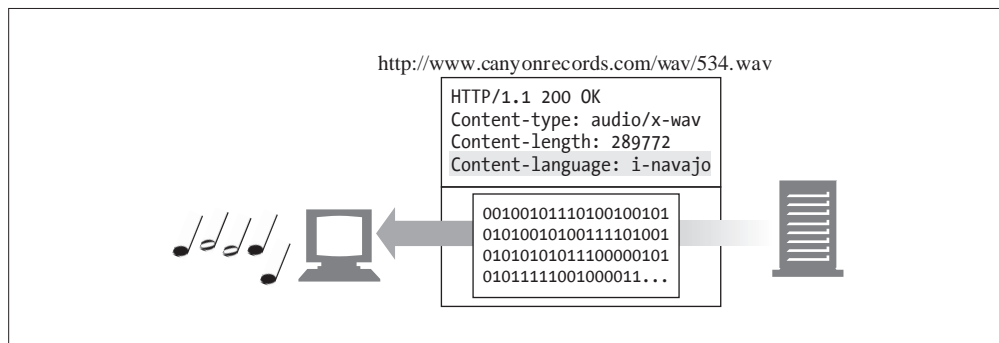 http://www.canyonrecords.com/wav/534.wav
HTTP/1.1 200 OK
Content-type: audio/x-wav
Content-length: 289772
Content-language: i-navajo
00100101110100100101
01010010100111101001
01010101011100000101
01011111001000011...